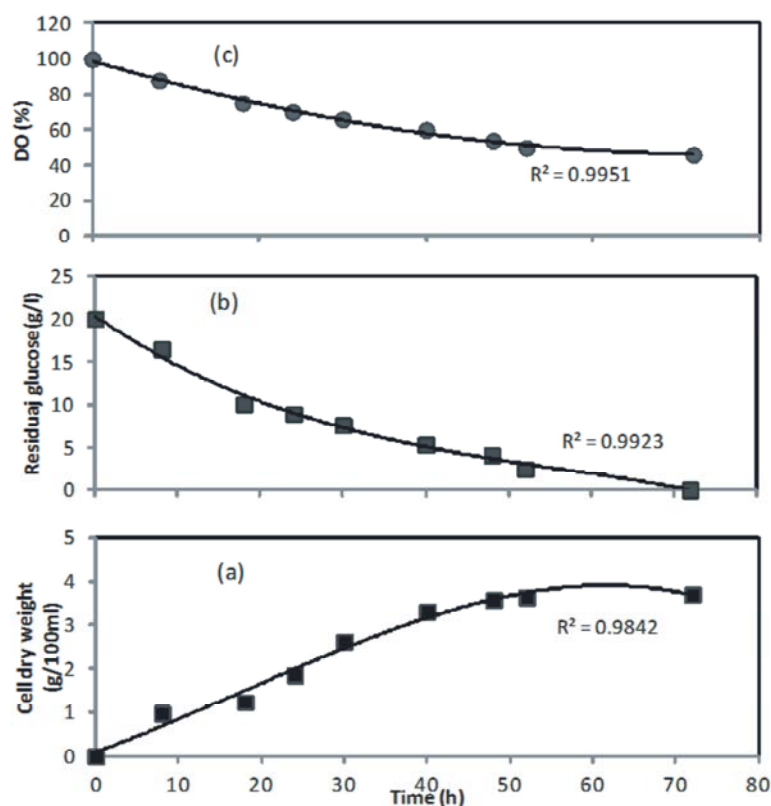 120
(c)
100
80
DO (%)
60
40
R² = 0.9951
20
0
25
(b)
20
Residuaj glucose(g/l)
15
10
R² = 0.9923
5
0
5
(a)
4
Cell dry weight
(g/100ml)
3
R² = 0.9842
2
1
0
0 10 20 30 40 50 60 70 80
Time (h)